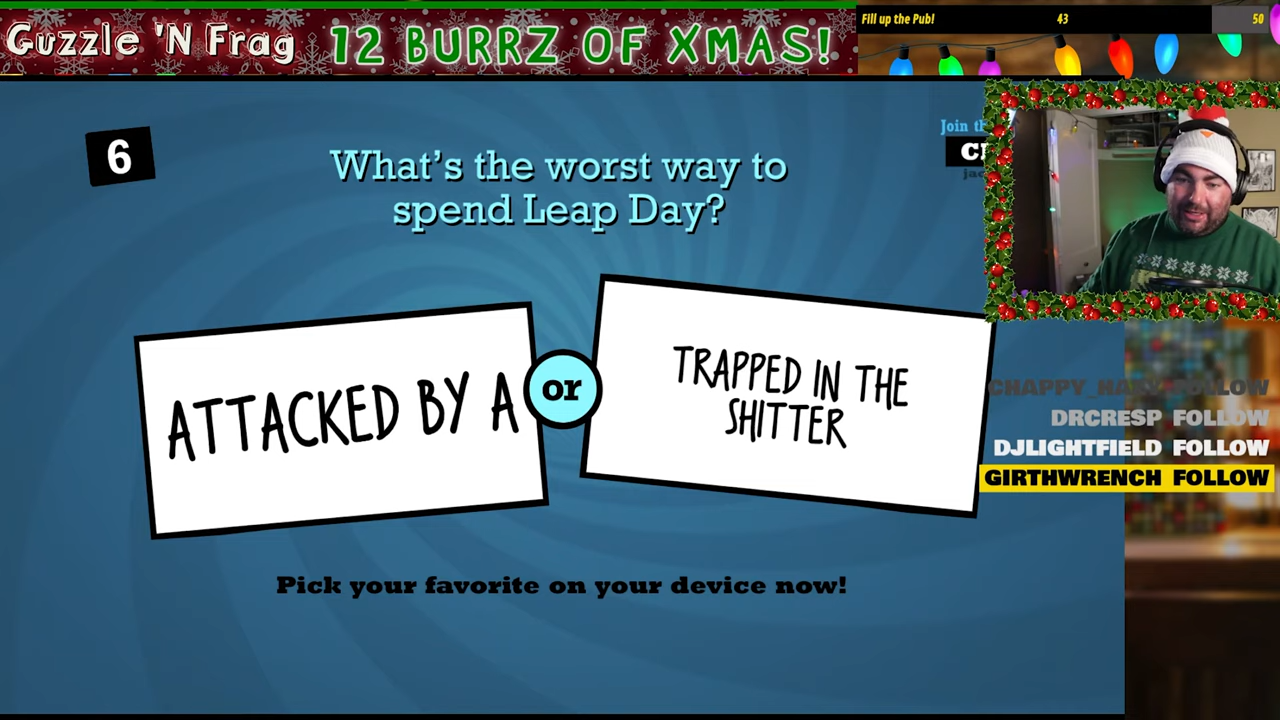 Guzzle 'N Frag
12 BURRZ OF XMAS!
Fill up the Pub!
43
50
6
What's the worst way to
spend Leap Day?
Join
ATTACKED BY A
or
TRAPPED IN THE
SHITTER
FOLLOW
DRCRESP FOLLOW
DJLIGHTFIELD FOLLOW
GIRTHWRENCH FOLLOW
Pick your favorite on your device now!